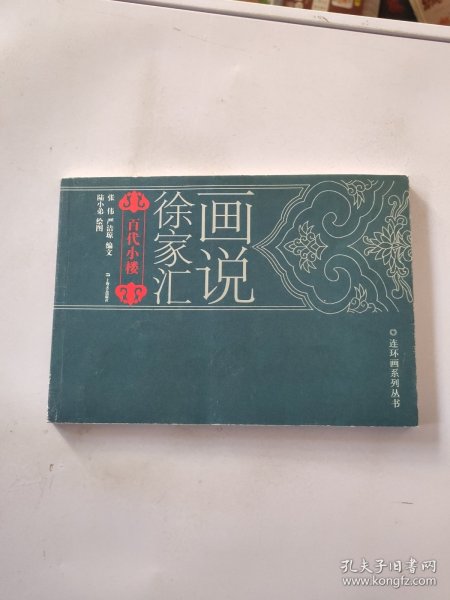 画说
徐家汇
百代小楼
张伟 严洁琼 编文
陆小弟 绘图
连环画系列丛书
孔夫子旧书网
www.kongfz.com